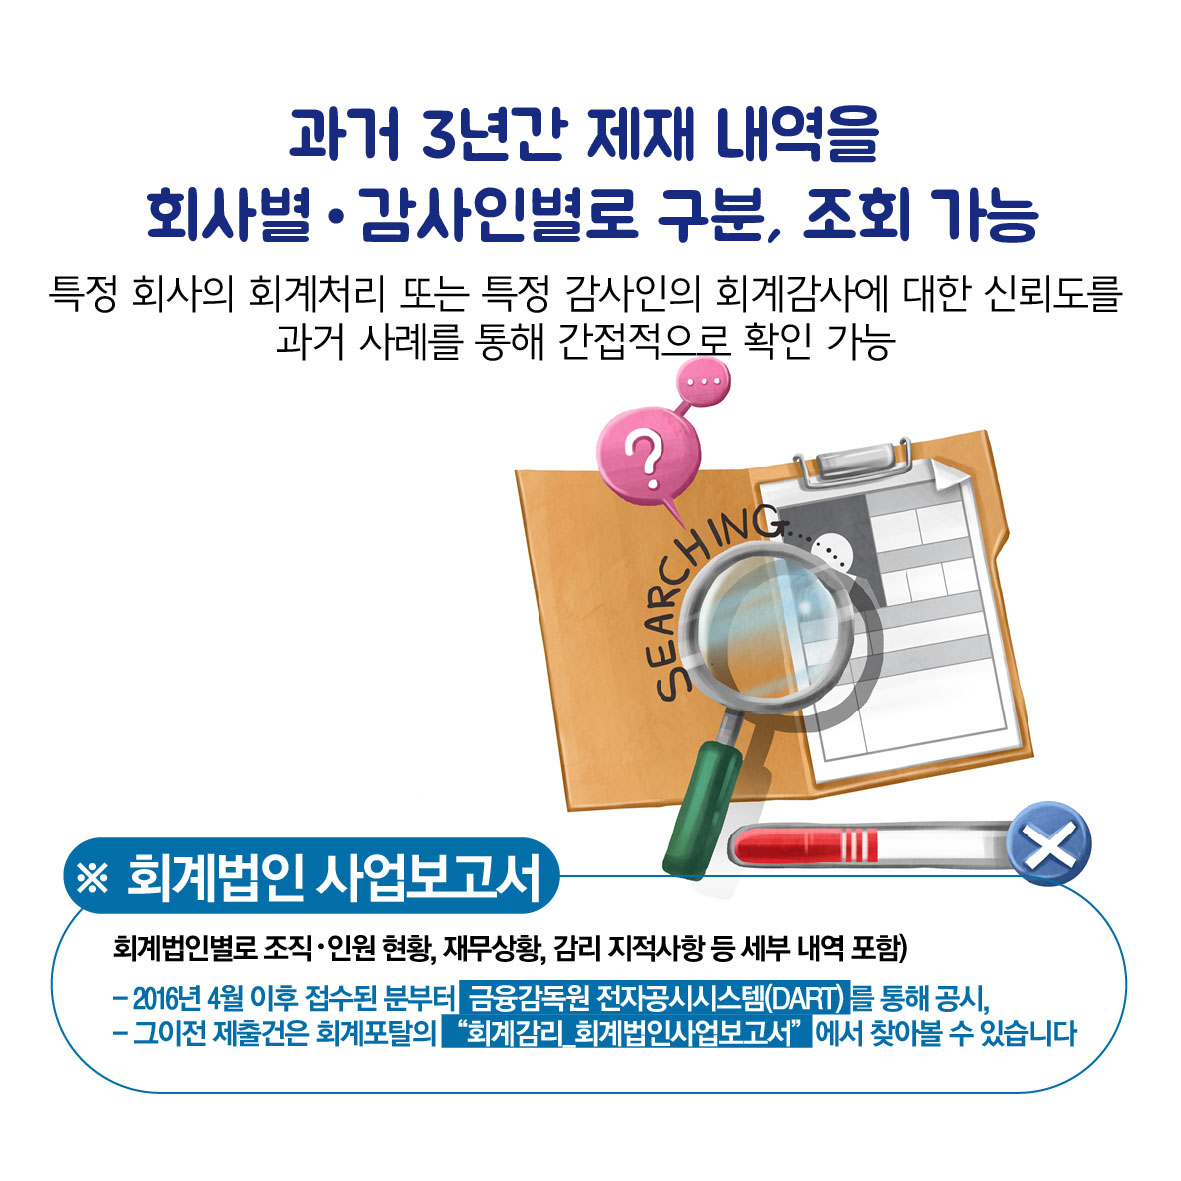 과거 3년간 제재 내역을
회사별·감사인별로 구분, 조회 가능
특정 회사의 회계처리 또는 특정 감사인의 회계감사에 대한 신뢰도를
과거 사례를 통해 간접적으로 확인 가능
?
SEARCHING......
※ 회계법인 사업보고서
회계법인별로 조직·인원 현황, 재무상황, 감리 지적사항 등 세부 내역 포함)
– 2016년 4월 이후 접수된 분부터 금융감독원 전자공시시스템(DART)를 통해 공시,
– 그이전 제출건은 회계포탈의 “회계감리_회계법인사업보고서” 에서 찾아볼 수 있습니다